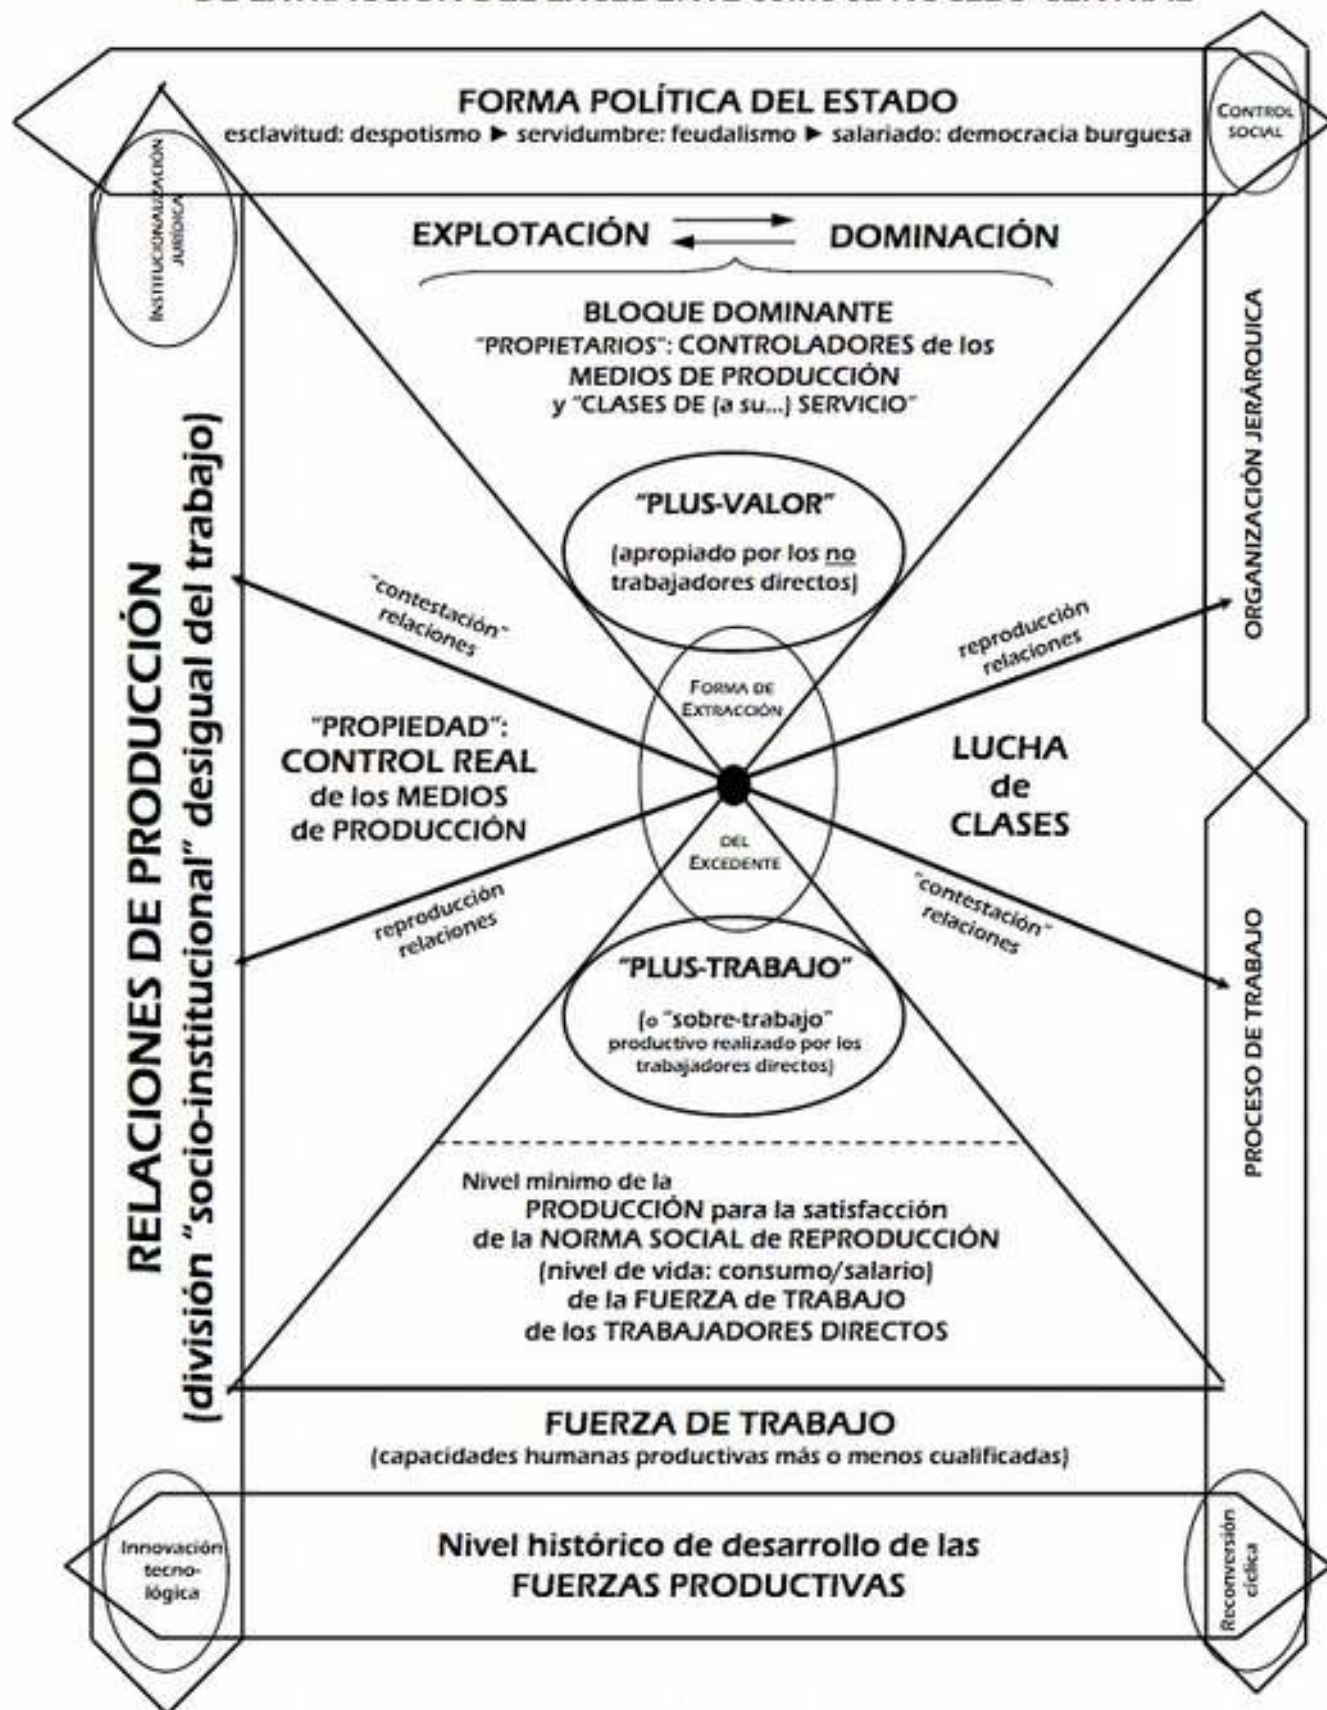 FORMA POLÍTICA DEL ESTADO
esclavitud: despotismo ► servidumbre: feudalismo ► salariado: democracia burguesa
CONTROL
SOCIAL
INSTITUCIONALIZACIÓN
JURÍDICA
EXPLOTACIÓN
DOMINACIÓN
BLOQUE DOMINANTE
"PROPIETARIOS": CONTROLADORES de los
MEDIOS DE PRODUCCIÓN
y "CLASES DE (a su...) SERVICIO"
"PLUS-VALOR"
(apropiado por los no
trabajadores directos)
"contestación"
relaciones
reproducción
relaciones
FORMA DE
EXTRACCIÓN
"PROPIEDAD":
CONTROL REAL
de los MEDIOS
de PRODUCCIÓN
LUCHA
de
CLASES
DEL
EXCEDENTE
reproducción
relaciones
"contestación"
relaciones
"PLUS-TRABAJO"
(o "sobre-trabajo"
productivo realizado por los
trabajadores directos)
Nivel mínimo de la
PRODUCCIÓN para la satisfacción
de la NORMA SOCIAL de REPRODUCCIÓN
(nivel de vida: consumo/salario)
de la FUERZA de TRABAJO
de los TRABAJADORES DIRECTOS
RELACIONES DE PRODUCCIÓN
(división "socio-institucional" desigual del trabajo)
ORGANIZACIÓN JERÁRQUICA
PROCESO DE TRABAJO
FUERZA DE TRABAJO
(capacidades humanas productivas más o menos cualificadas)
Innovación
tecno-
lógica
Nivel histórico de desarrollo de las
FUERZAS PRODUCTIVAS
Reconversión
cíclica